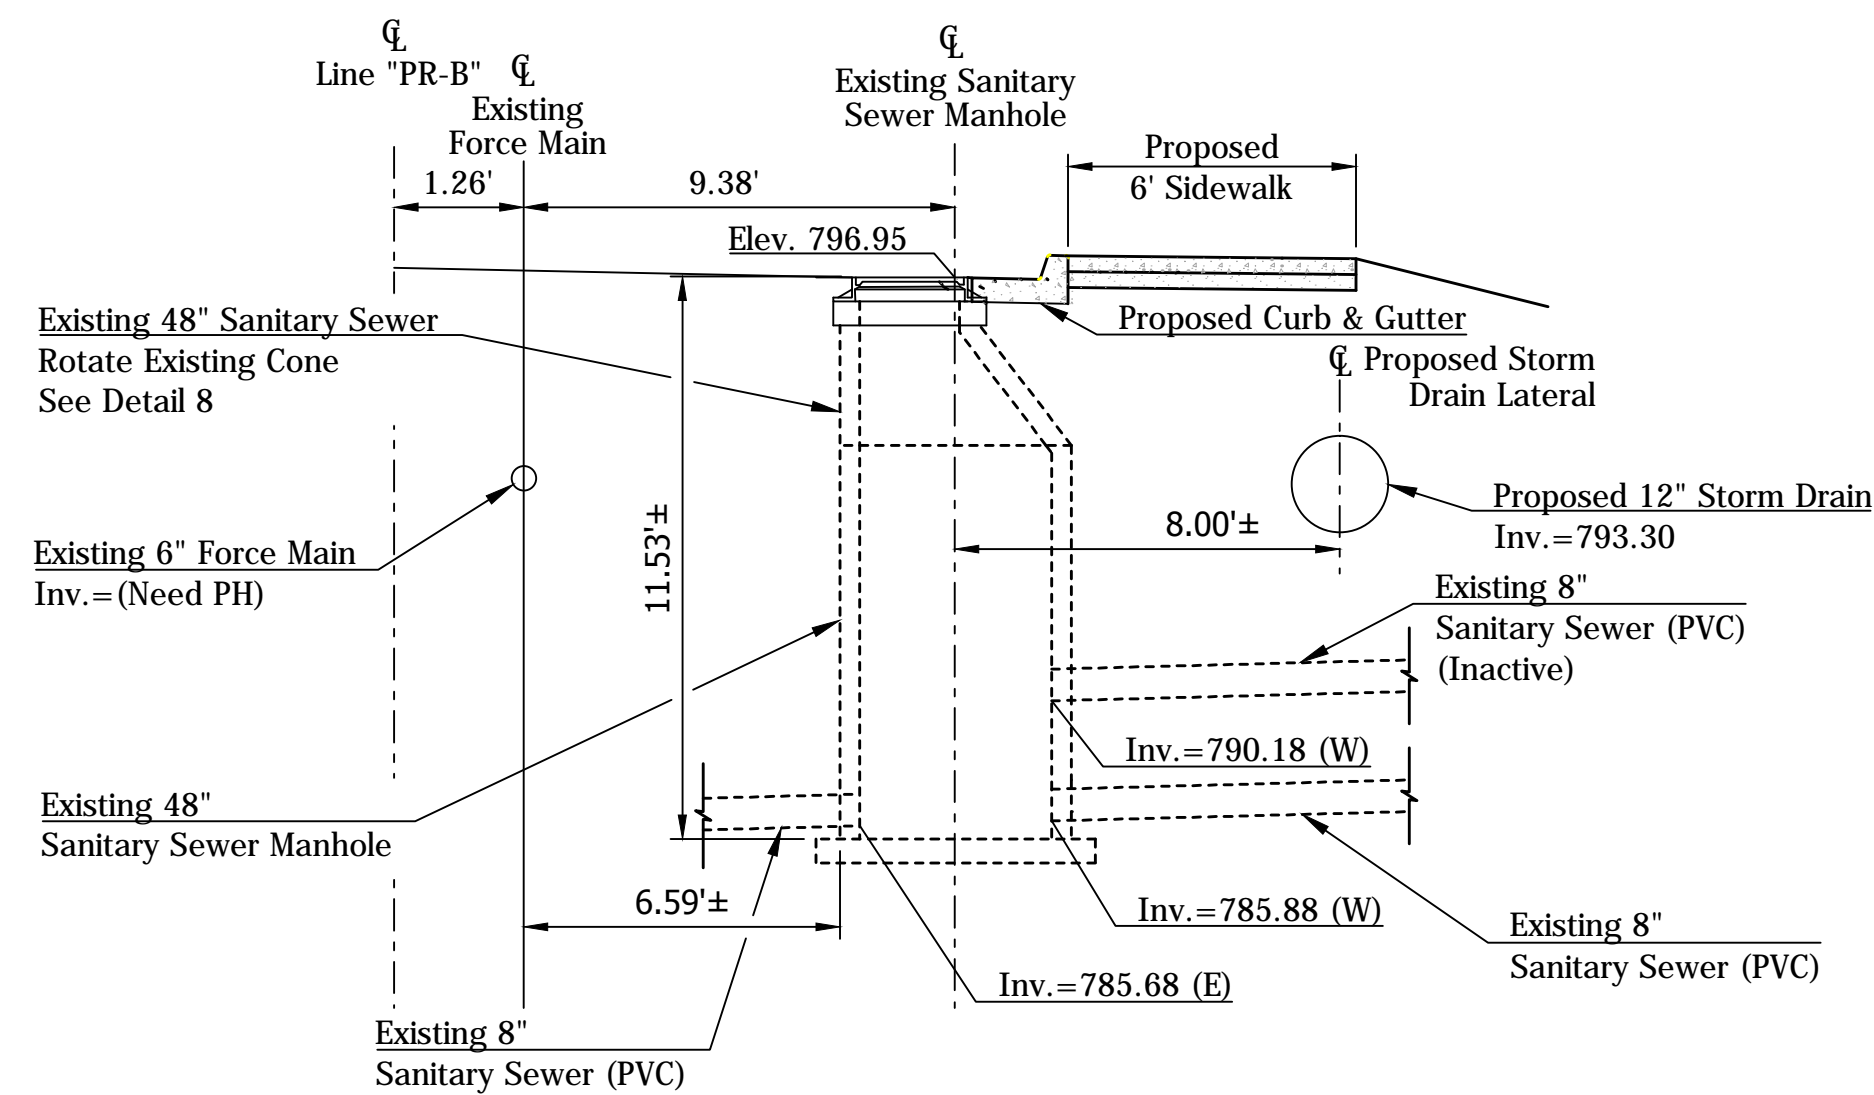 ℄
Line "PR-B"
℄
Existing
Force Main
℄
Existing Sanitary
Sewer Manhole
Proposed
6' Sidewalk
1.26'
9.38'
Elev. 796.95
Existing 48" Sanitary Sewer
Rotate Existing Cone
See Detail 8
Proposed Curb & Gutter
℄ Proposed Storm
Drain Lateral
Proposed 12" Storm Drain
Inv.=793.30
8.00'±
11.53'±
Existing 6" Force Main
Inv.=(Need PH)
Existing 8"
Sanitary Sewer (PVC)
(Inactive)
Inv.=790.18 (W)
Existing 48"
Sanitary Sewer Manhole
6.59'±
Inv.=785.88 (W)
Existing 8"
Sanitary Sewer (PVC)
Inv.=785.68 (E)
Existing 8"
Sanitary Sewer (PVC)